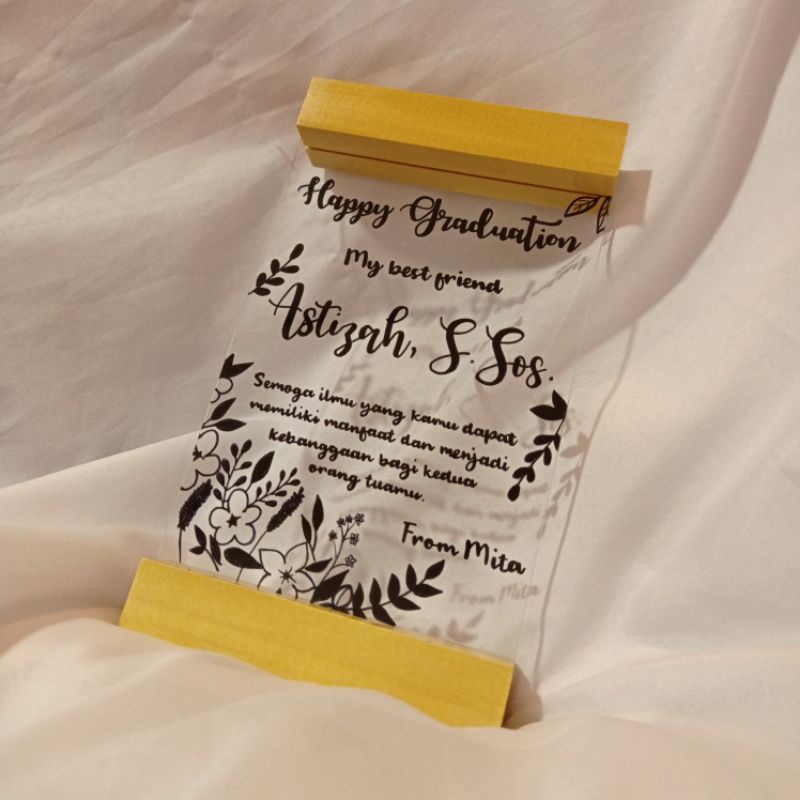 Happy Graduation
My best friend
Astizah, S.Sos.
Semoga ilmu yang kamu dapat
memiliki manfaat dan menjadi
kebanggaan bagi kedua
orang tuamu.
From Mita